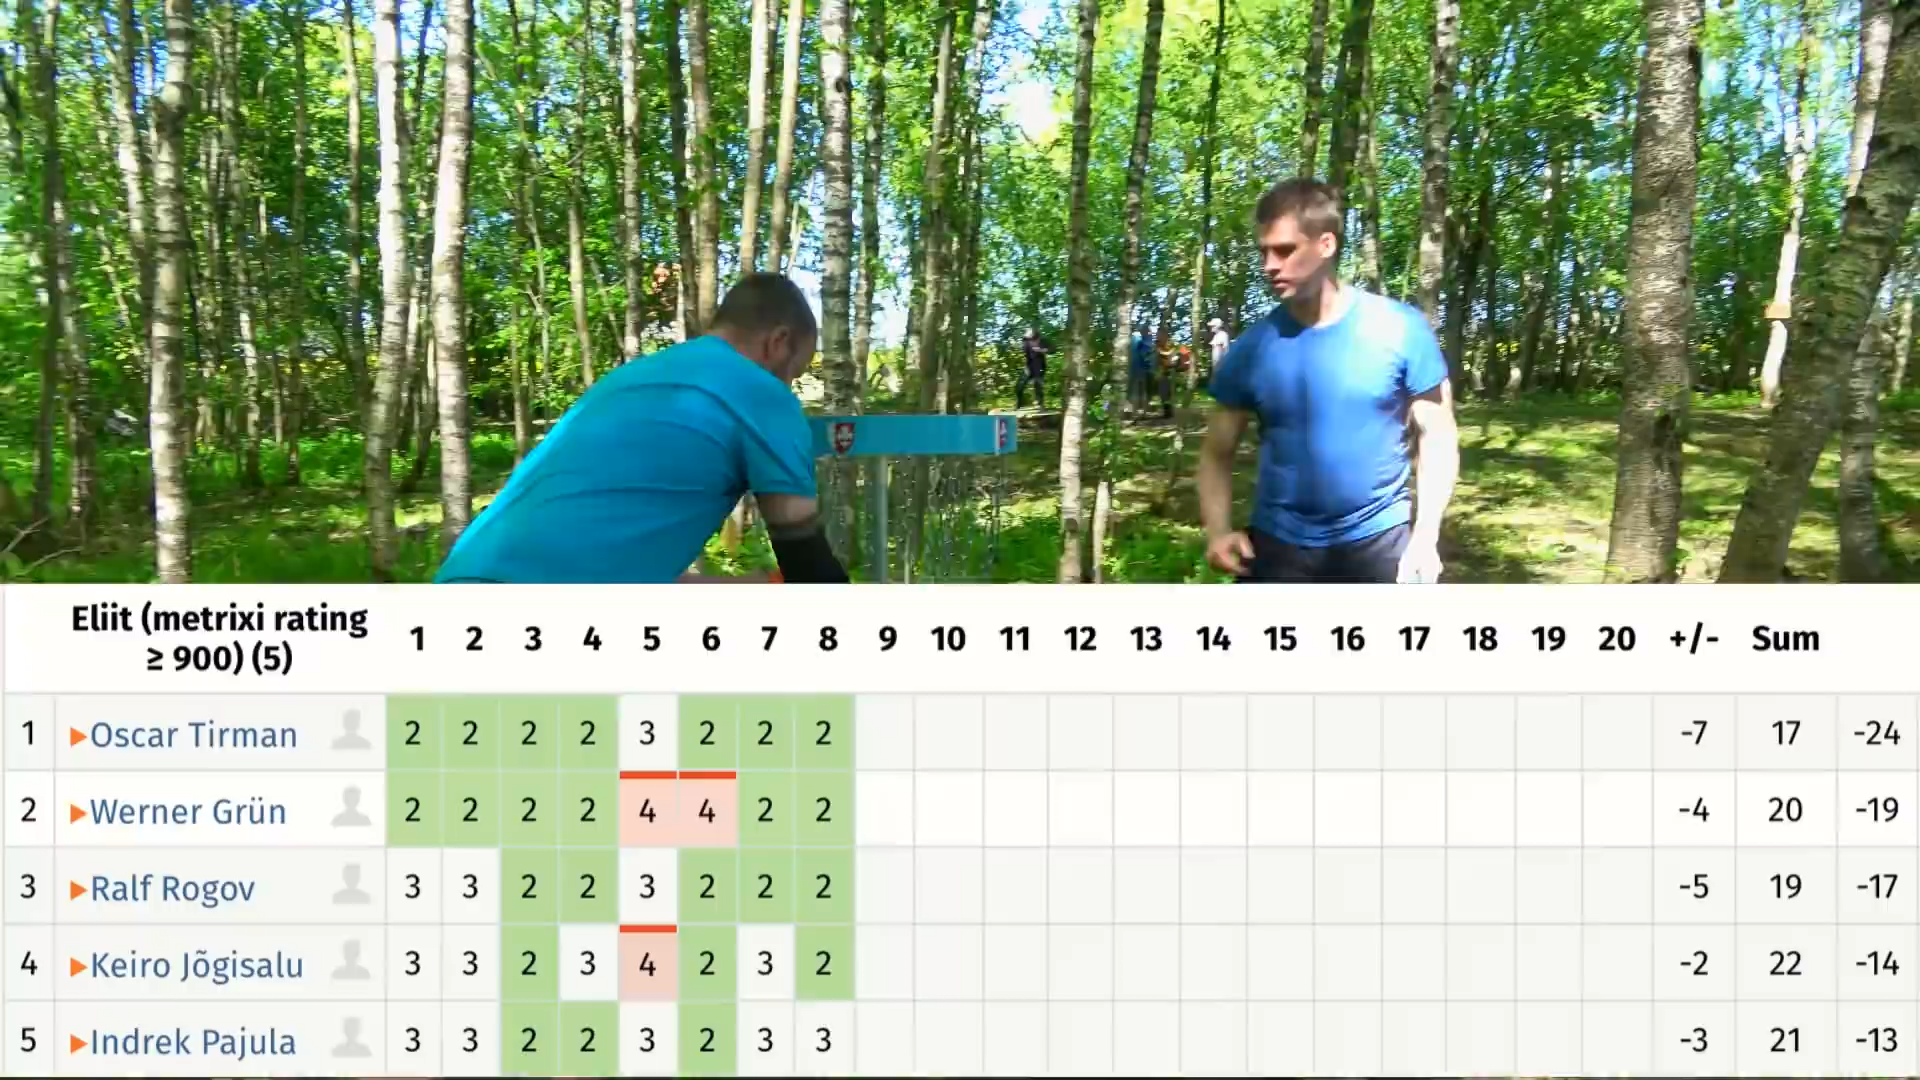 Eliit (metrixi rating
≥ 900) (5) 1 2 3 4 5 6 7 8 9 10 11 12 13 14 15 16 17 18 19 20 +/- Sum
1 Oscar Tirman 2 2 2 2 3 2 2 2 -7 17 -24
2 Werner Grün 2 2 2 2 4 4 2 2 -4 20 -19
3 Ralf Rogov 3 3 2 2 3 2 2 2 -5 19 -17
4 Keiro Jõgisalu 3 3 2 3 4 2 3 2 -2 22 -14
5 Indrek Pajula 3 3 2 2 3 2 3 3 -3 21 -13